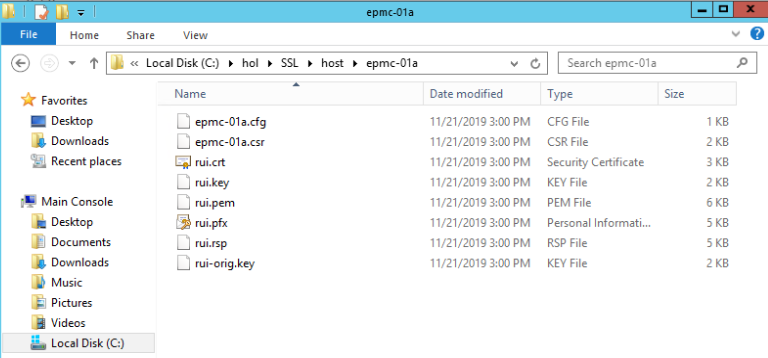 epmc-01a
File Home Share View
« Local Disk (C:) hol SSL host epmc-01a Search epmc-01a
Name Date modified Type Size
Favorites
Desktop
Downloads
Recent places
Main Console
Desktop
Documents
Downloads
Music
Pictures
Videos
Local Disk (C:)
epmc-01a.cfg 11/21/2019 3:00 PM CFG File 1 KB
epmc-01a.csr 11/21/2019 3:00 PM CSR File 2 KB
rui.crt 11/21/2019 3:00 PM Security Certificate 3 KB
rui.key 11/21/2019 3:00 PM KEY File 2 KB
rui.pem 11/21/2019 3:00 PM PEM File 6 KB
rui.pfx 11/21/2019 3:00 PM Personal Informati... 5 KB
rui.rsp 11/21/2019 3:00 PM RSP File 5 KB
rui-orig.key 11/21/2019 3:00 PM KEY File 2 KB